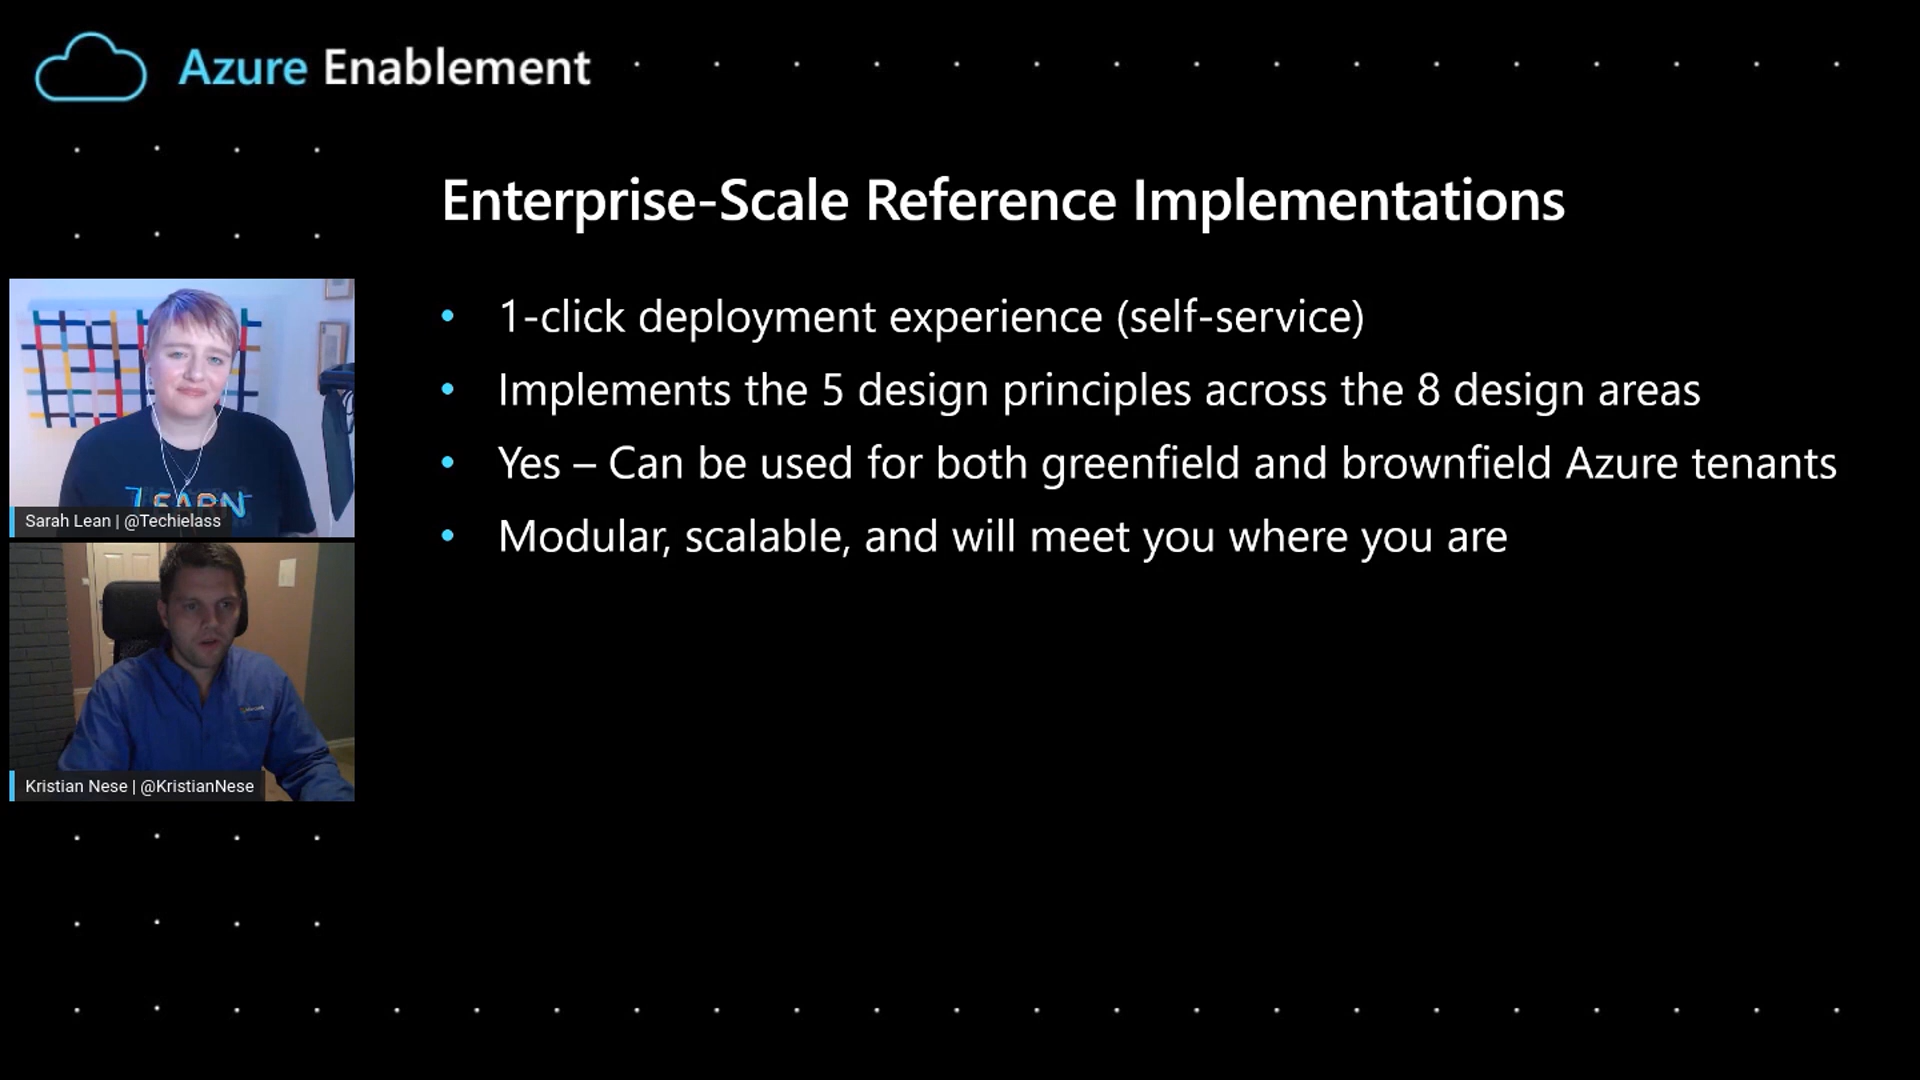 Azure Enablement
Enterprise-Scale Reference Implementations
• 1-click deployment experience (self-service)
• Implements the 5 design principles across the 8 design areas
• Yes – Can be used for both greenfield and brownfield Azure tenants
• Modular, scalable, and will meet you where you are
LEARN
Sarah Lean | @Techielass
Kristian Nese | @KristianNese